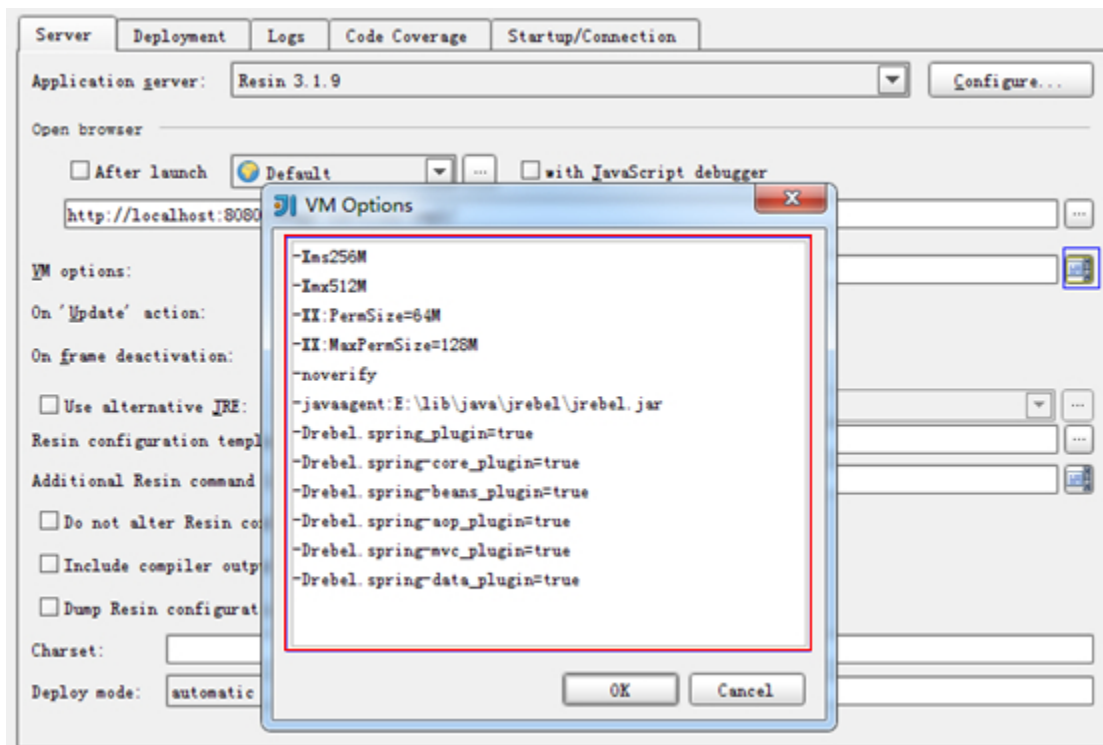 Server Deployment Logs Code Coverage Startup/Connection
Application server: Resin 3.1.9 Configure...
Open browser
After launch Default ... with JavaScript debugger
VM Options
http://localhost:8080 ...
-Xms256M
VM options:
-Xmx512M
On 'Update' action:
-XX:PermSize=64M
-XX:MaxPermSize=128M
On frame deactivation:
-noverify
Use alternative JRE: ...
-javaagent:E:\lib\java\jrebel\jrebel.jar
-Drebel.spring_plugin=true
Resin configuration templ ...
-Drebel.spring-core_plugin=true
Additional Resin command
-Drebel.spring-beans_plugin=true
Do not alter Resin co
-Drebel.spring-aop_plugin=true
-Drebel.spring-mvc_plugin=true
Include compiler outp
-Drebel.spring-data_plugin=true
Dump Resin configurat
Charset:
Deploy mode: automatic
OK Cancel